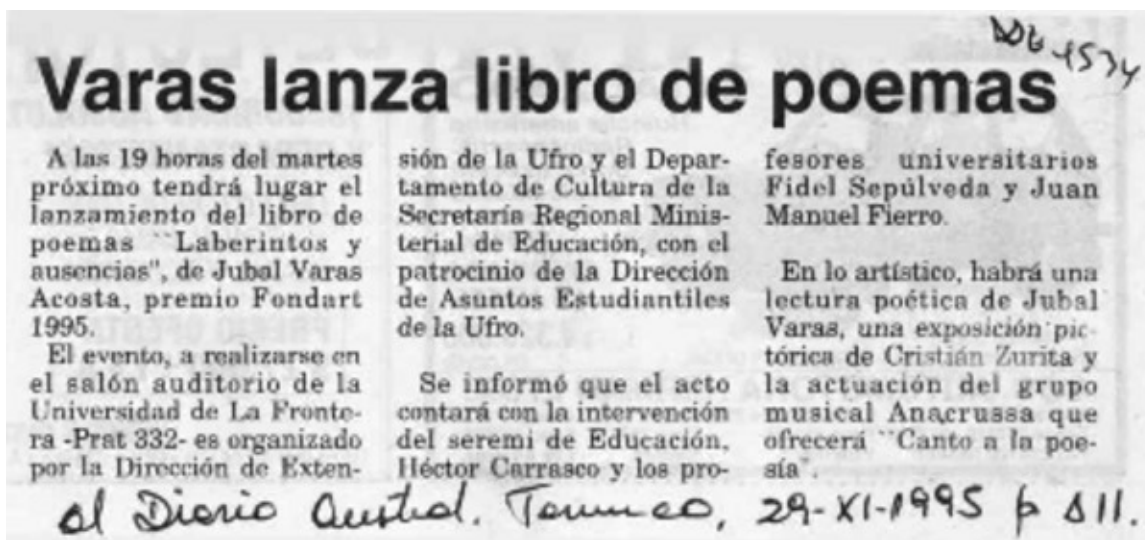 Varas lanza libro de poemas
A las 19 horas del martes
próximo tendrá lugar el
lanzamiento del libro de
poemas ``Laberintos y
ausencias", de Jubal Varas
Acosta, premio Fondart
1995.
El evento, a realizarse en
el salón auditorio de la
Universidad de La Fronte-
ra -Prat 332- es organizado
por la Dirección de Exten-
sión de la Ufro y el Depar-
tamento de Cultura de la
Secretaría Regional Minis-
terial de Educación, con el
patrocinio de la Dirección
de Asuntos Estudiantiles
de la Ufro.
Se informó que el acto
contará con la intervención
del seremi de Educación,
Héctor Carrasco y los pro-
fesores universitarios
Fidel Sepúlveda y Juan
Manuel Fierro.
En lo artístico, habrá una
lectura poética de Jubal
Varas, una exposición pic-
tórica de Cristián Zurita y
la actuación del grupo
musical Anacrussa que
ofrecerá ``Canto a la poe-
sía".
el Diario Austral. Temuco, 29-XI-1995 p A11.